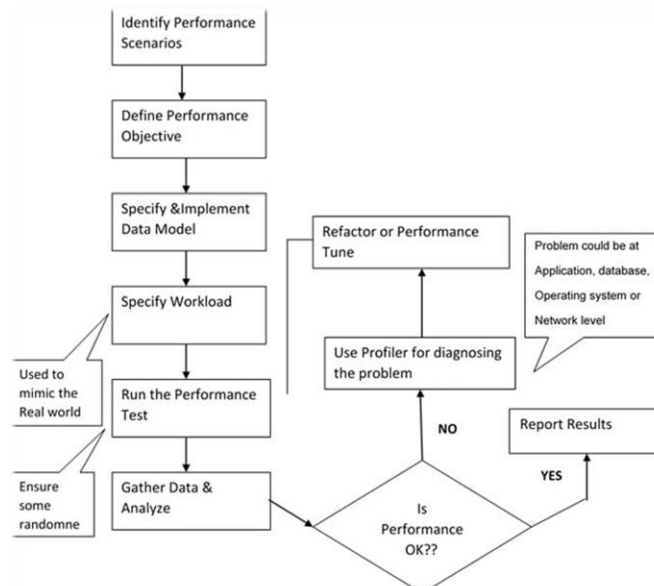 Identify Performance
Scenarios
Define Performance
Objective
Specify &Implement
Data Model
Specify Workload
Used to
mimic the
Real world
Run the Performance
Test
Ensure
some
randomne
Gather Data &
Analyze
Is
Performance
OK??
NO
Use Profiler for diagnosing
the problem
Problem could be at
Application, database,
Operating system or
Network level
Refactor or Performance
Tune
YES
Report Results